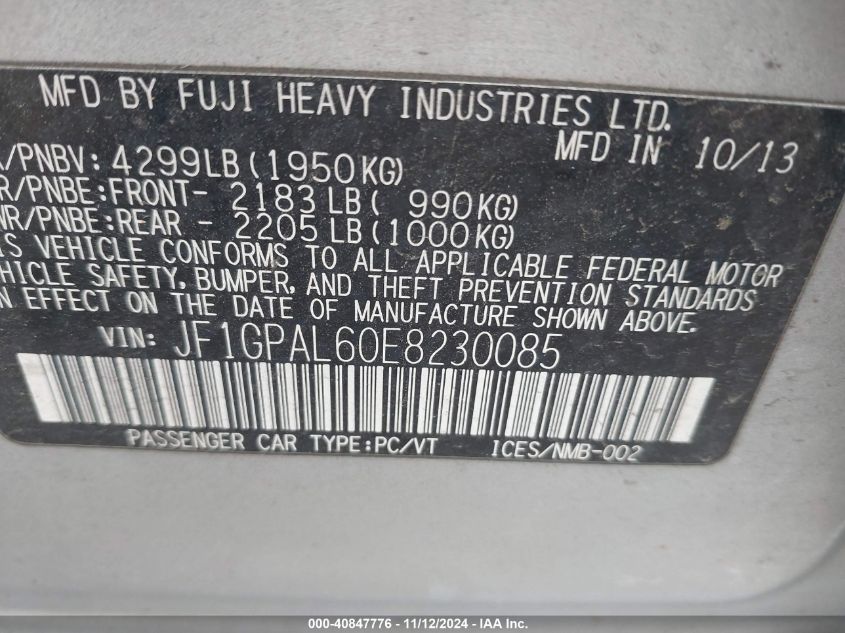 MFD BY FUJI HEAVY INDUSTRIES LTD.
MFD IN 10/13
/PNBV: 4299LB(1950KG)
R/PNBE:FRONT- 2183 LB( 990KG)
WR/PNBE:REAR - 2205 LB(1000KG)
IS VEHICLE CONFORMS TO ALL APPLICABLE FEDERAL MOTOR
EHICLE SAFETY, BUMPER, AND THEFT PREVENTION STANDARDS
N EFFECT ON THE DATE OF MANUFACTURE SHOWN ABOVE.
VIN: JF1GPAL60E8230085
PASSENGER CAR TYPE:PC/VT ICES/NMB-002
000-40847776 - 11/12/2024 - IAA Inc.